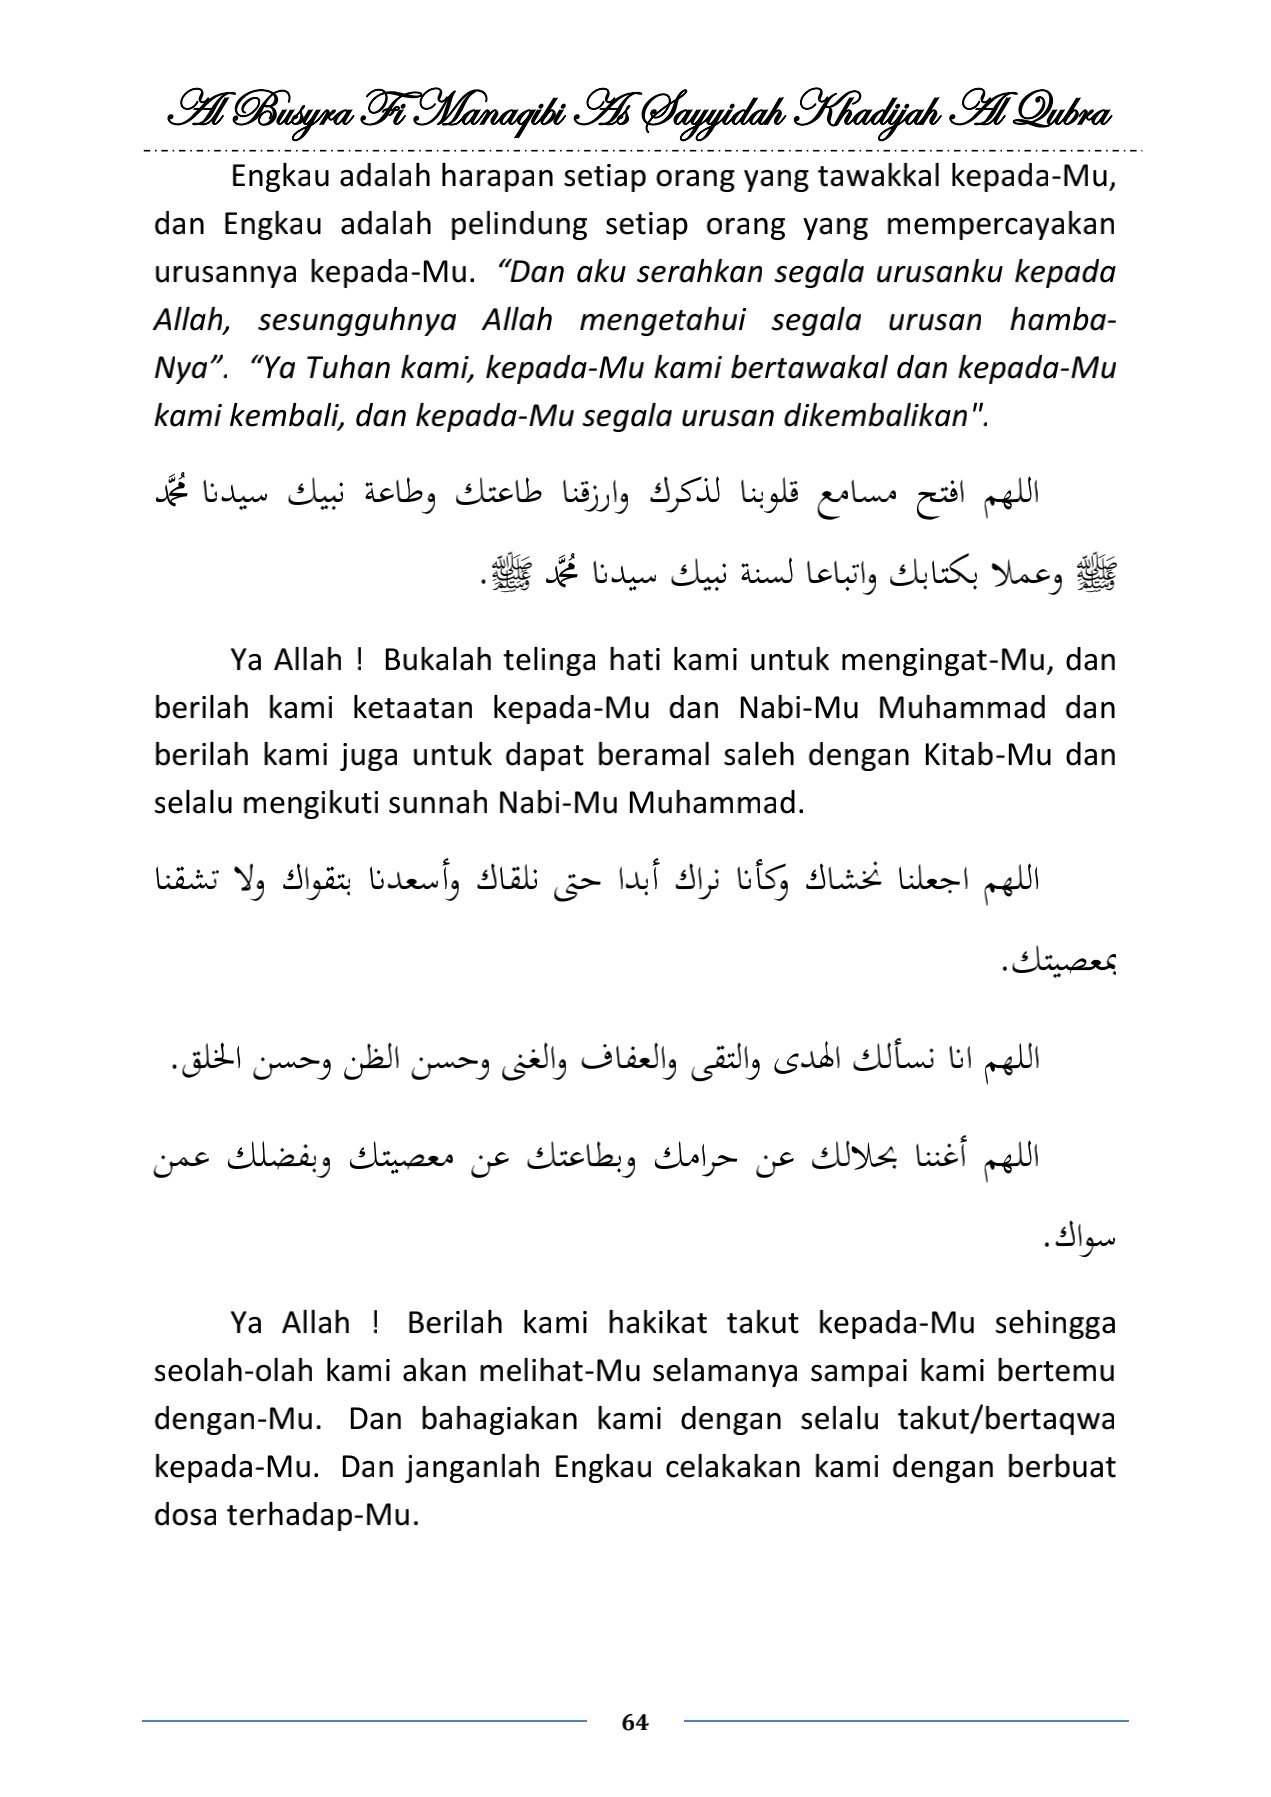 Al Busyra Fi Manaqibi As Sayyidah Khadijah Al Qubra
Engkau adalah harapan setiap orang yang tawakkal kepada-Mu,
dan Engkau adalah pelindung setiap orang yang mempercayakan
urusannya kepada-Mu. “Dan aku serahkan segala urusanku kepada
Allah, sesungguhnya Allah mengetahui segala urusan hamba-
Nya”. “Ya Tuhan kami, kepada-Mu kami bertawakal dan kepada-Mu
kami kembali, dan kepada-Mu segala urusan dikembalikan".
اللهم افتح مسامع قلوبنا لذكرك وارزقنا طاعتك وطاعة نبيك سيدنا مُحَّمد
ﷺ وعملا بكتابك واتباعا لسنة نبيك سيدنا مُحَّمد ﷺ.
Ya Allah ! Bukalah telinga hati kami untuk mengingat-Mu, dan
berilah kami ketaatan kepada-Mu dan Nabi-Mu Muhammad dan
berilah kami juga untuk dapat beramal saleh dengan Kitab-Mu dan
selalu mengikuti sunnah Nabi-Mu Muhammad.
اللهم اجعلنا نخشاك وكأنا نراك أبدا حتى نلقاك وأسعدنا بتقواك ولا تشقنا
بمعصيتك.
اللهم انا نسألك الهدى والتقى والعفاف والغنى وحسن الظن وحسن الخلق.
اللهم أغننا بحلالك عن حرامك وبطاعتك عن معصيتك وبفضلك عمن
سواك.
Ya Allah ! Berilah kami hakikat takut kepada-Mu sehingga
seolah-olah kami akan melihat-Mu selamanya sampai kami bertemu
dengan-Mu. Dan bahagiakan kami dengan selalu takut/bertaqwa
kepada-Mu. Dan janganlah Engkau celakakan kami dengan berbuat
dosa terhadap-Mu.
64